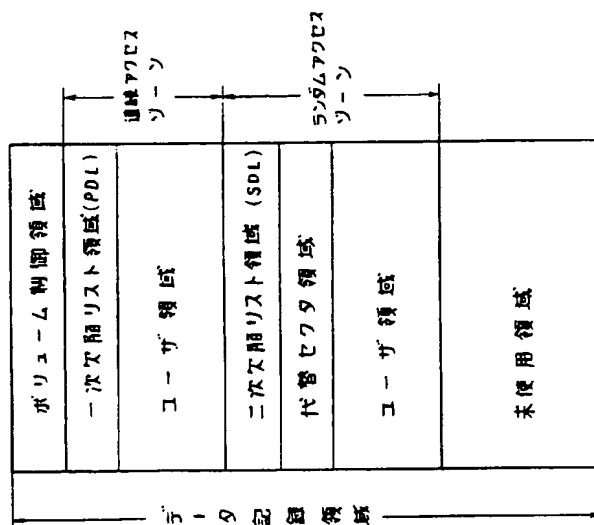 ボリューム制御領域
一次欠陥リスト領域(PDL)
ユーザ領域
二次欠陥リスト領域 (SDL)
代替セクタ領域
ユーザ領域
未使用領域
連続アクセス
ゾーン
ランダムアクセス
ゾーン
データ記録領域